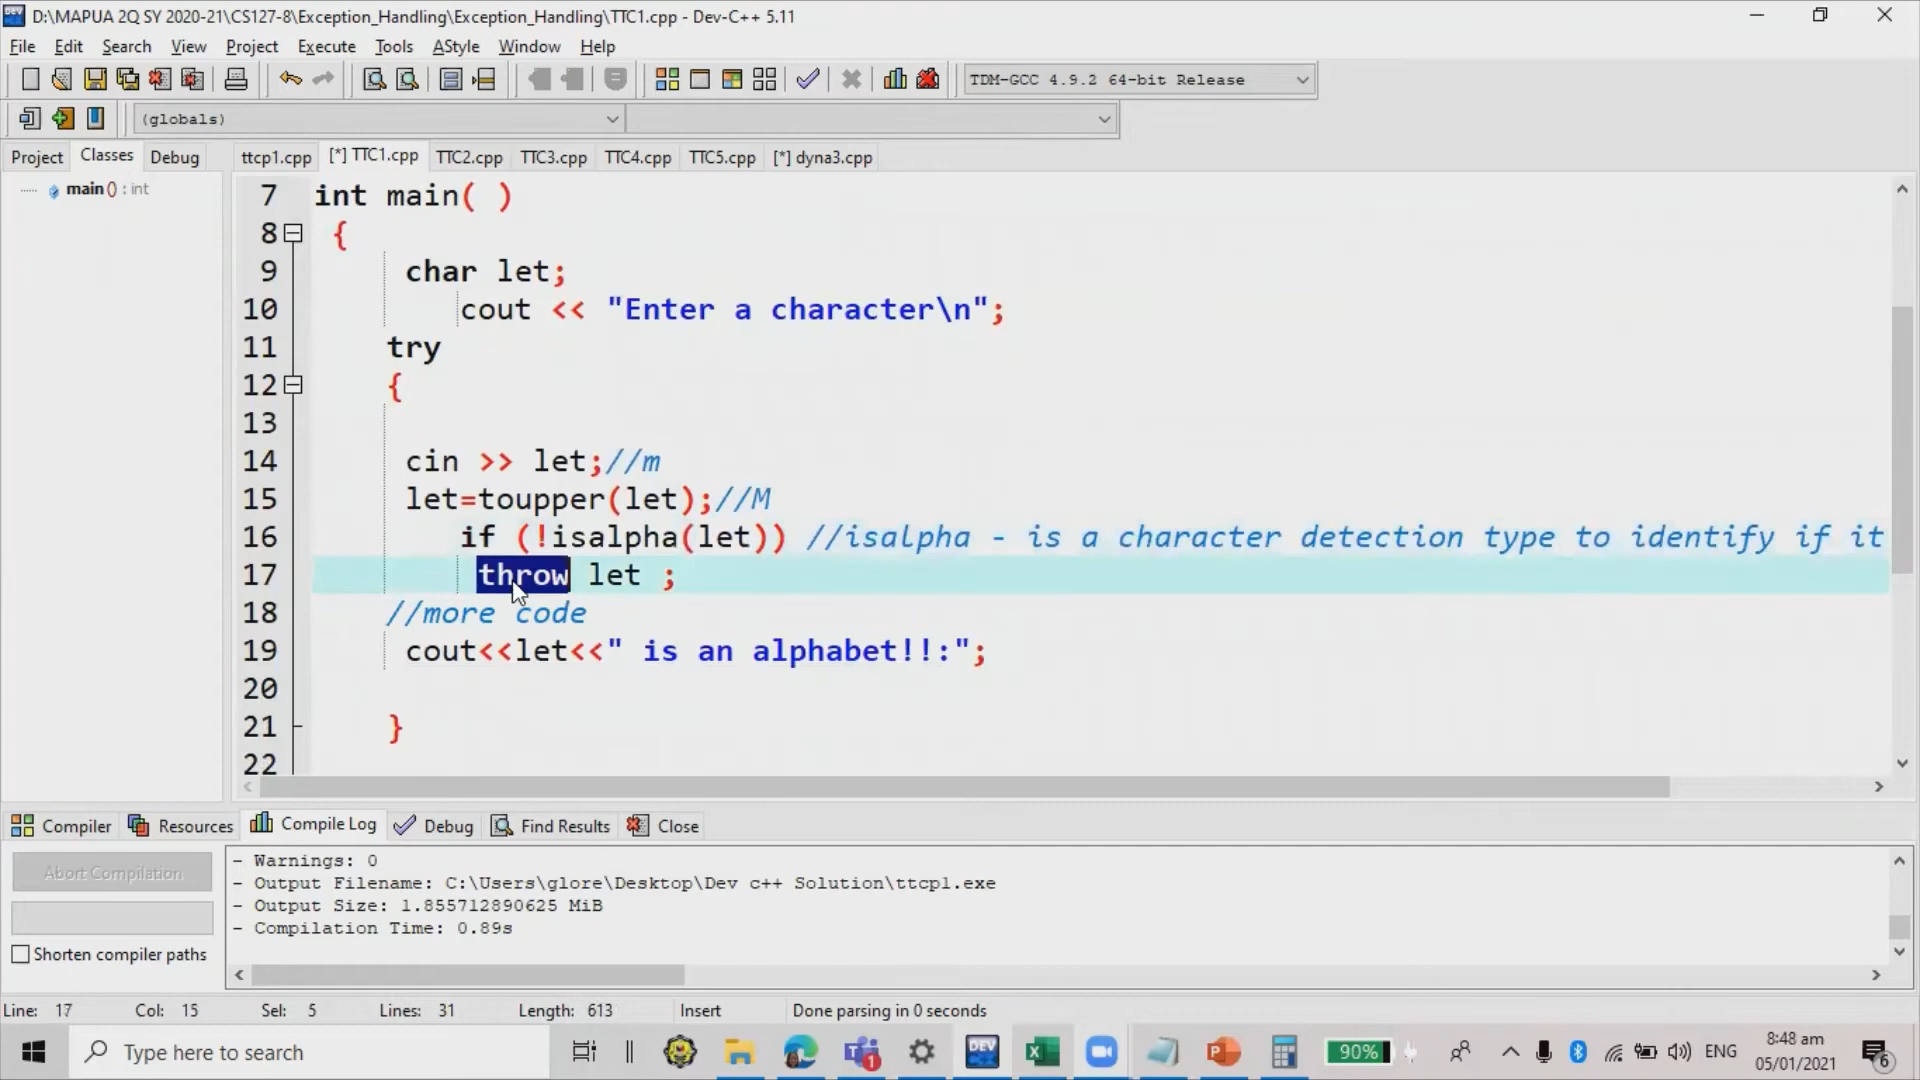 D:\MAPUA 2Q SY 2020-21\CS127-8\Exception_Handling\Exception_Handling\TTC1.cpp - Dev-C++ 5.11
File Edit Search View Project Execute Tools AStyle Window Help
TDM-GCC 4.9.2 64-bit Release
(globals)
Project Classes Debug ttcp1.cpp [*] TTC1.cpp TTC2.cpp TTC3.cpp TTC4.cpp TTC5.cpp [*] dyna3.cpp
main () : int
7 int main( )
8 {
9 char let;
10 cout << "Enter a character\n";
11 try
12 {
13
14 cin >> let;//m
15 let=toupper(let);//M
16 if (!isalpha(let)) //isalpha - is a character detection type to identify if it
17 throw let ;
18 //more code
19 cout<<let<<" is an alphabet!!:";
20
21 }
22
Compiler Resources Compile Log Debug Find Results Close
Abort Compilation
Shorten compiler paths
- Warnings: 0
- Output Filename: C:\Users\glore\Desktop\Dev c++ Solution\ttcp1.exe
- Output Size: 1.855712890625 MiB
- Compilation Time: 0.89s
Line: 17 Col: 15 Sel: 5 Lines: 31 Length: 613 Insert Done parsing in 0 seconds
Type here to search
DEV
1
90%
ENG
8:48 am
05/01/2021
6